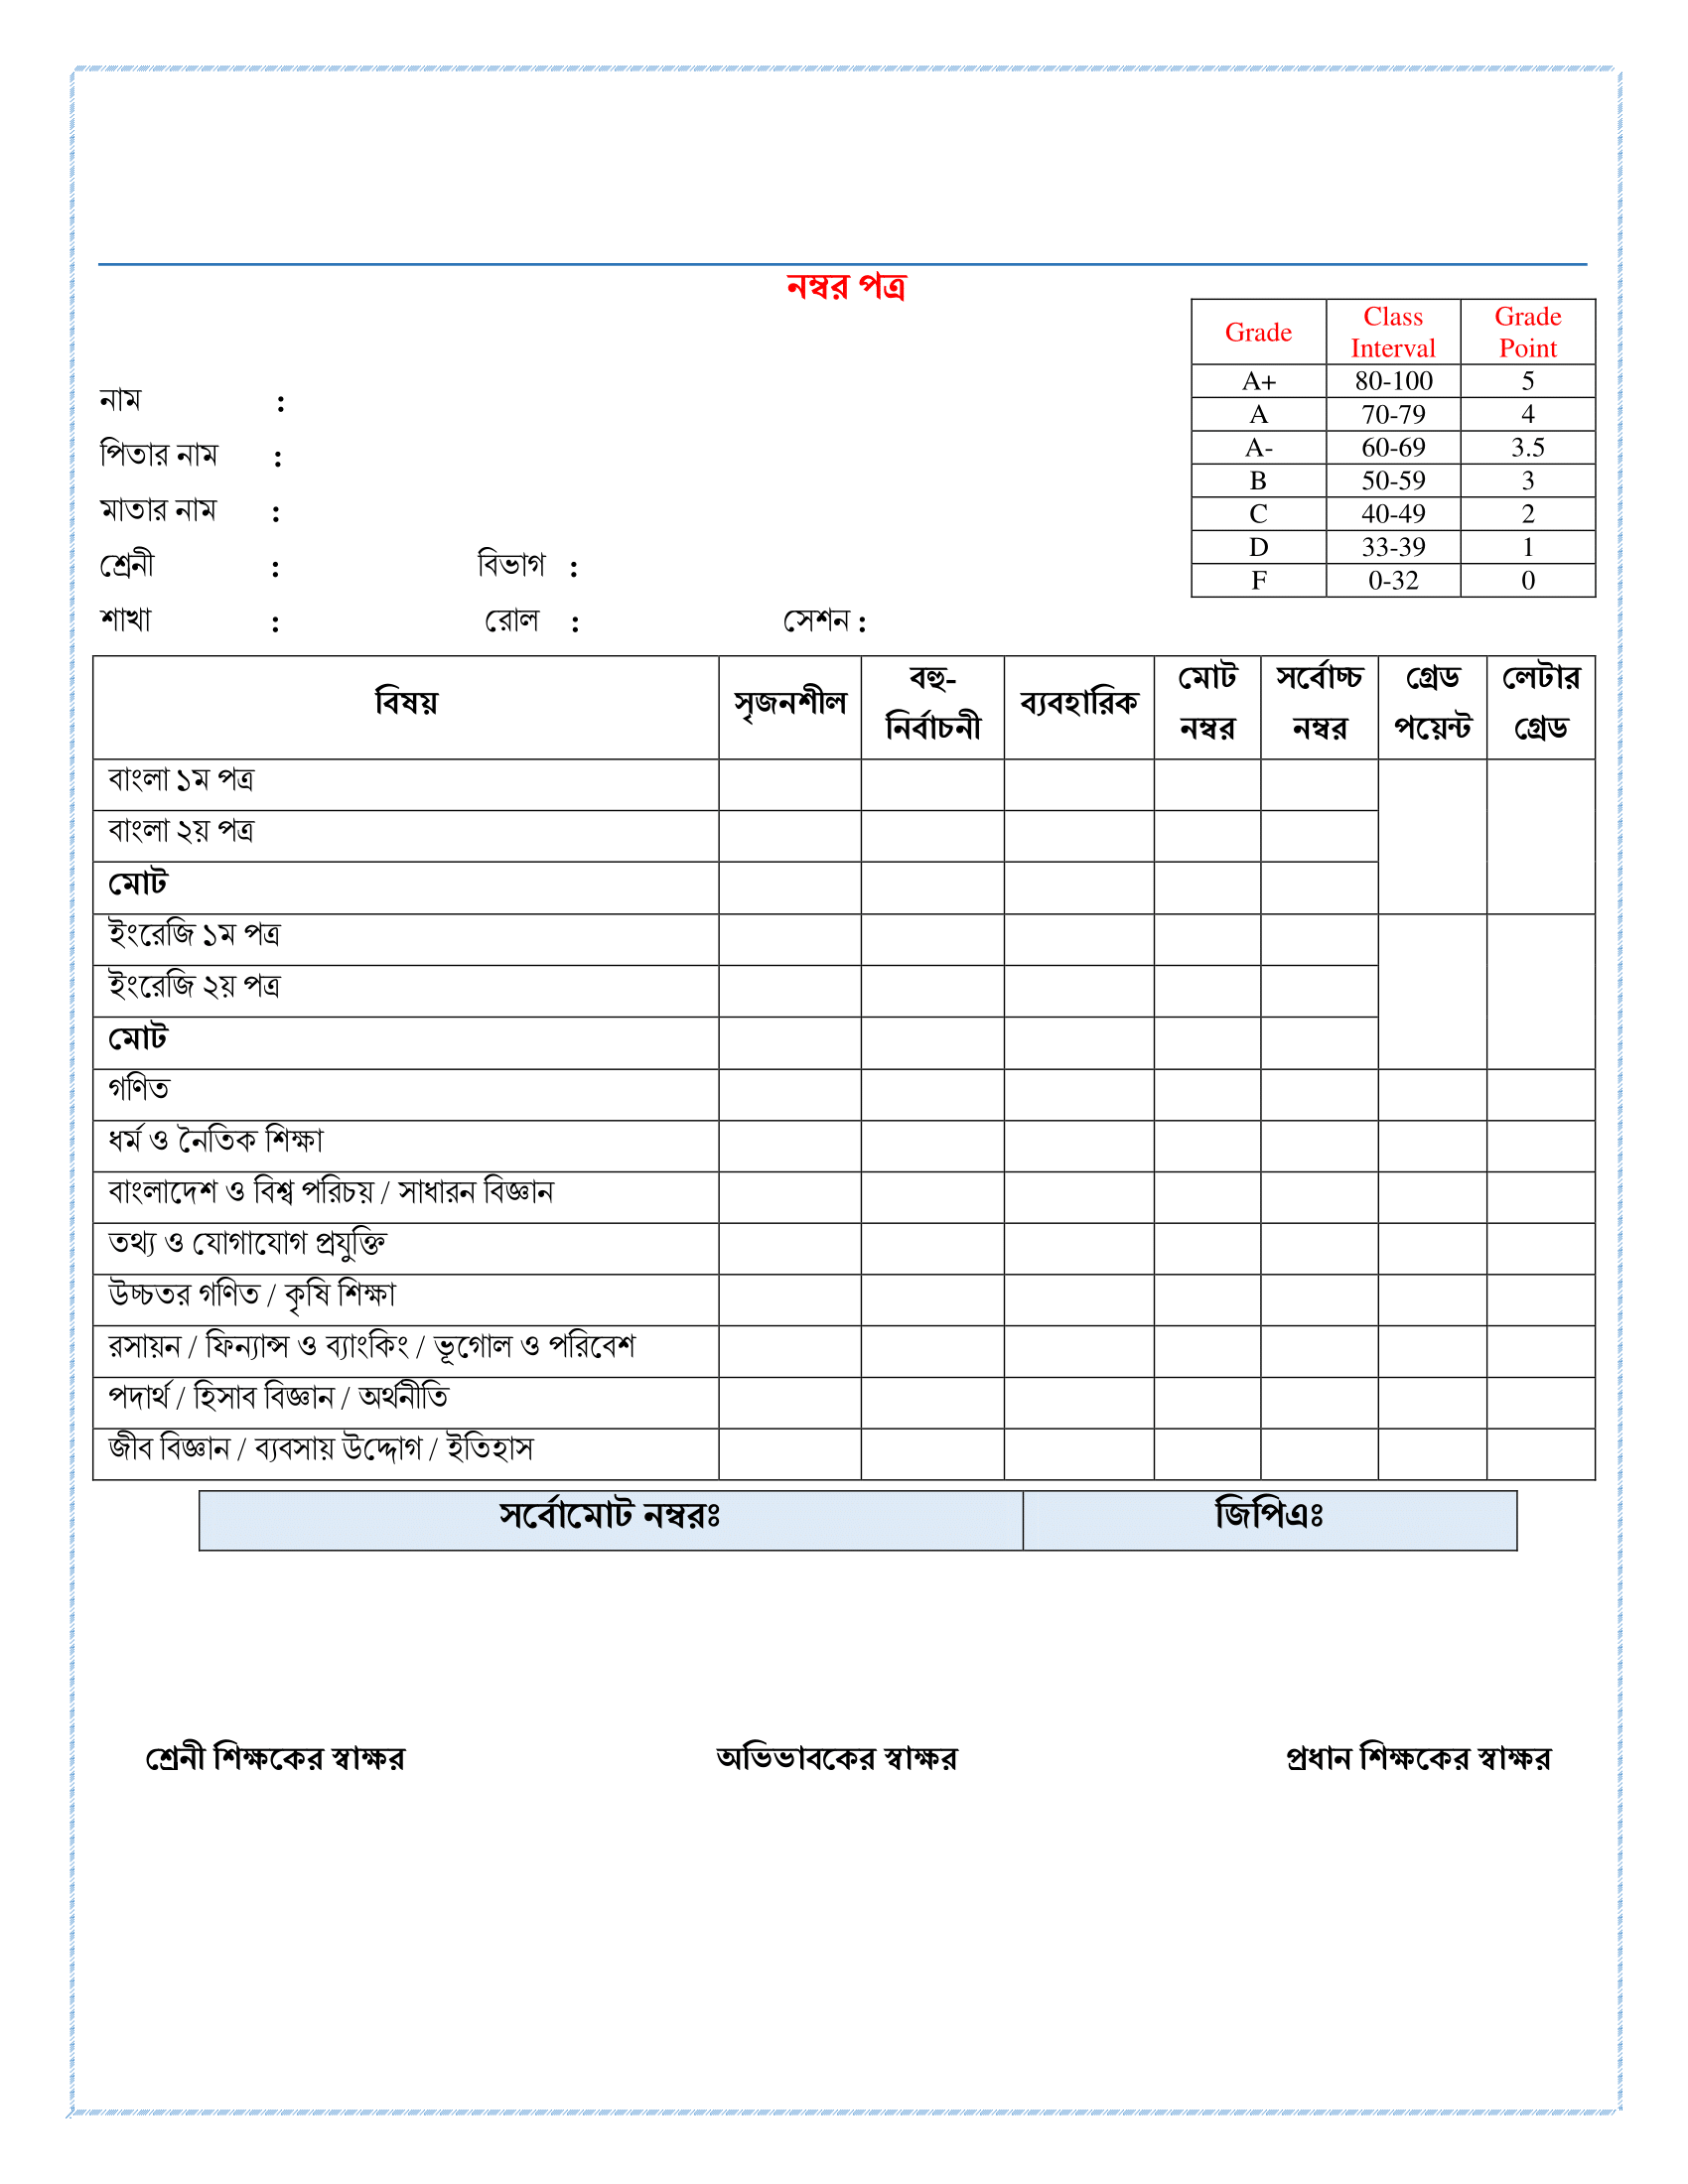 নম্বর পত্র
Grade Class Interval Grade Point
A+ 80-100 5
A 70-79 4
A- 60-69 3.5
B 50-59 3
C 40-49 2
D 33-39 1
F 0-32 0
নাম :
পিতার নাম :
মাতার নাম :
শ্রেনী : বিভাগ :
শাখা : রোল : সেশন :
বিষয় সৃজনশীল বহু-নির্বাচনী ব্যবহারিক মোট নম্বর সর্বোচ্চ নম্বর গ্রেড পয়েন্ট লেটার গ্রেড
বাংলা ১ম পত্র
বাংলা ২য় পত্র
মোট
ইংরেজি ১ম পত্র
ইংরেজি ২য় পত্র
মোট
গণিত
ধর্ম ও নৈতিক শিক্ষা
বাংলাদেশ ও বিশ্ব পরিচয় / সাধারন বিজ্ঞান
তথ্য ও যোগাযোগ প্রযুক্তি
উচ্চতর গণিত / কৃষি শিক্ষা
রসায়ন / ফিন্যান্স ও ব্যাংকিং / ভূগোল ও পরিবেশ
পদার্থ / হিসাব বিজ্ঞান / অর্থনীতি
জীব বিজ্ঞান / ব্যবসায় উদ্দোগ / ইতিহাস
সর্বোমোট নম্বরঃ জিপিএঃ
শ্রেনী শিক্ষকের স্বাক্ষর অভিভাবকের স্বাক্ষর প্রধান শিক্ষকের স্বাক্ষর